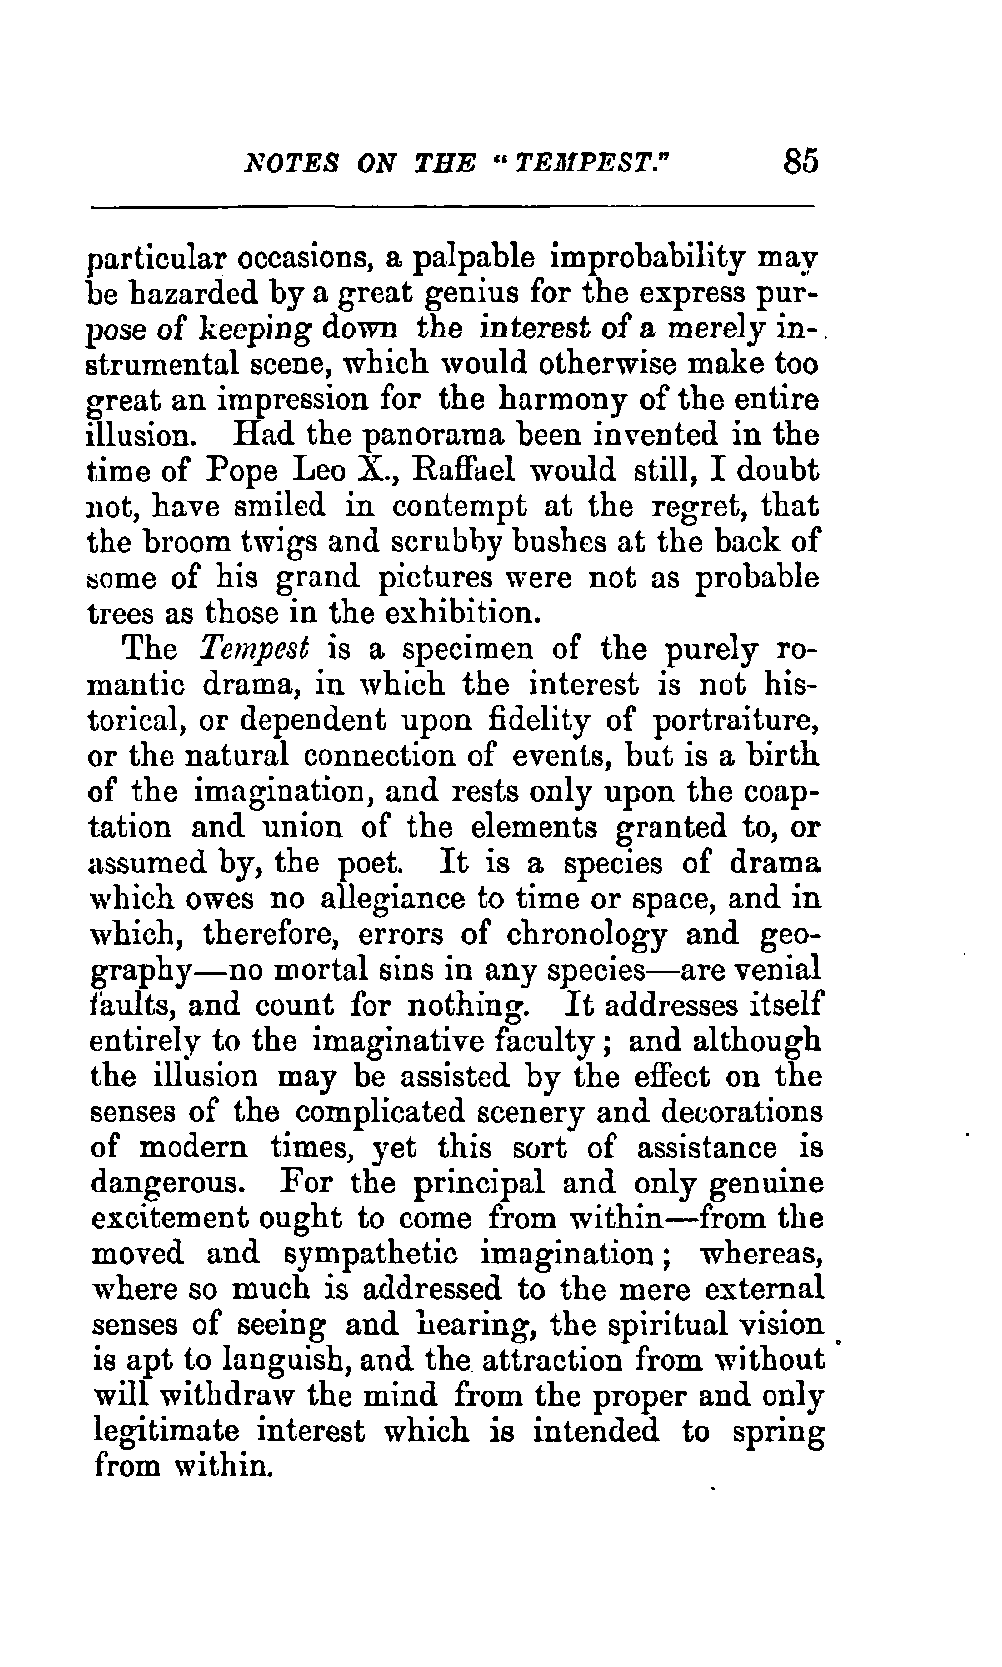 NOTES ON THE "TEMPEST." 85
particular occasions, a palpable improbability may
be hazarded by a great genius for the express pur-
pose of keeping down the interest of a merely in-
strumental scene, which would otherwise make too
great an impression for the harmony of the entire
illusion. Had the panorama been invented in the
time of Pope Leo X., Raffael would still, I doubt
not, have smiled in contempt at the regret, that
the broom twigs and scrubby bushes at the back of
some of his grand pictures were not as probable
trees as those in the exhibition.
The Tempest is a specimen of the purely ro-
mantic drama, in which the interest is not his-
torical, or dependent upon fidelity of portraiture,
or the natural connection of events, but is a birth
of the imagination, and rests only upon the coap-
tation and union of the elements granted to, or
assumed by, the poet. It is a species of drama
which owes no allegiance to time or space, and in
which, therefore, errors of chronology and geo-
graphy—no mortal sins in any species—are venial
faults, and count for nothing. It addresses itself
entirely to the imaginative faculty; and although
the illusion may be assisted by the effect on the
senses of the complicated scenery and decorations
of modern times, yet this sort of assistance is
dangerous. For the principal and only genuine
excitement ought to come from within—from the
moved and sympathetic imagination; whereas,
where so much is addressed to the mere external
senses of seeing and hearing, the spiritual vision
is apt to languish, and the attraction from without
will withdraw the mind from the proper and only
legitimate interest which is intended to spring
from within.